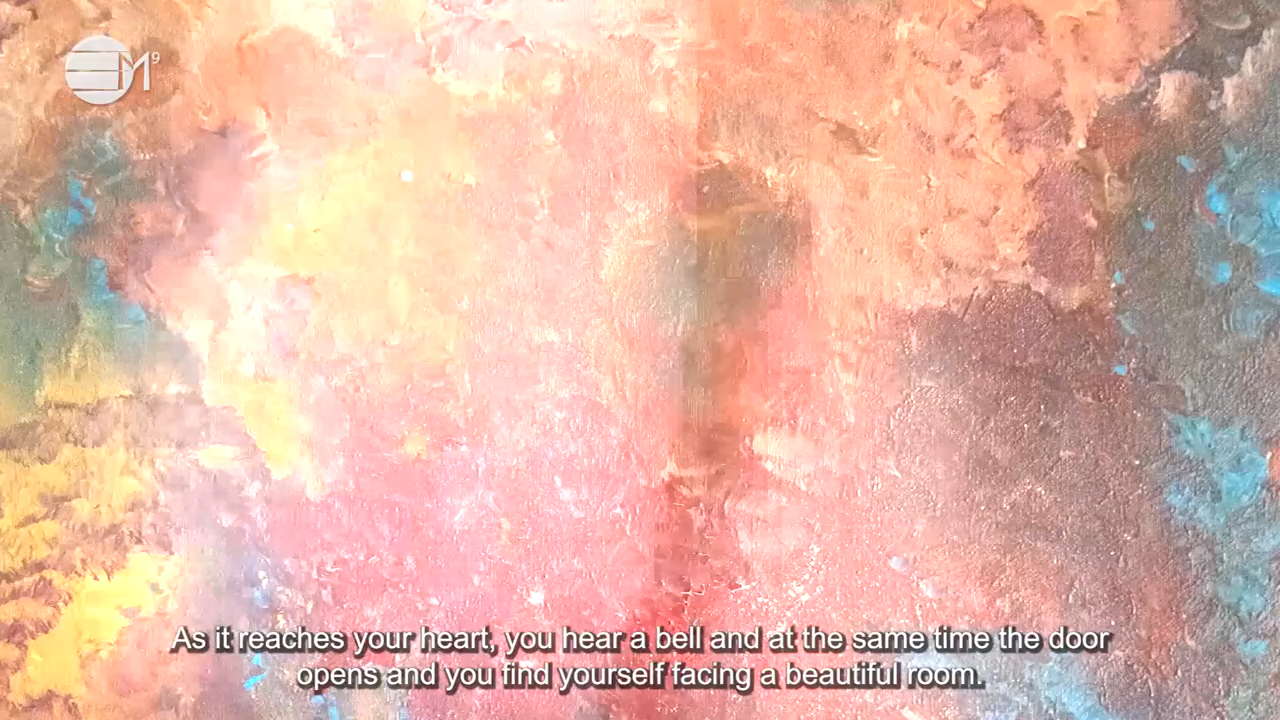 EM⁹
As it reaches your heart, you hear a bell and at the same time the door
opens and you find yourself facing a beautiful room.